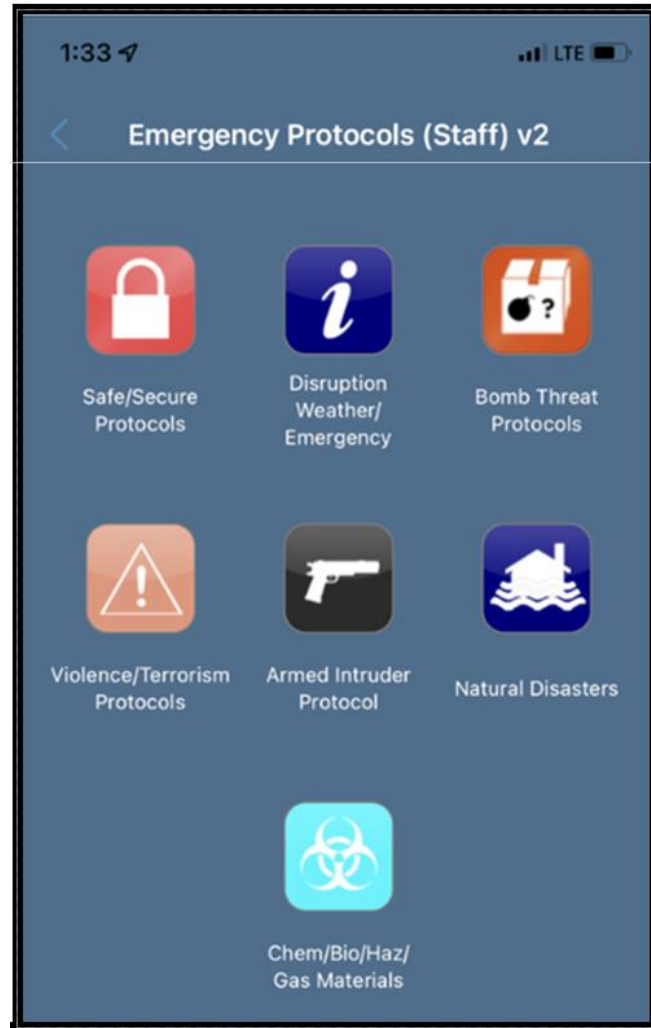 1:33
LTE
Emergency Protocols (Staff) v2
i
?
Safe/Secure
Protocols
Disruption
Weather/
Emergency
Bomb Threat
Protocols
!
Violence/Terrorism
Protocols
Armed Intruder
Protocol
Natural Disasters
Chem/Bio/Haz/
Gas Materials